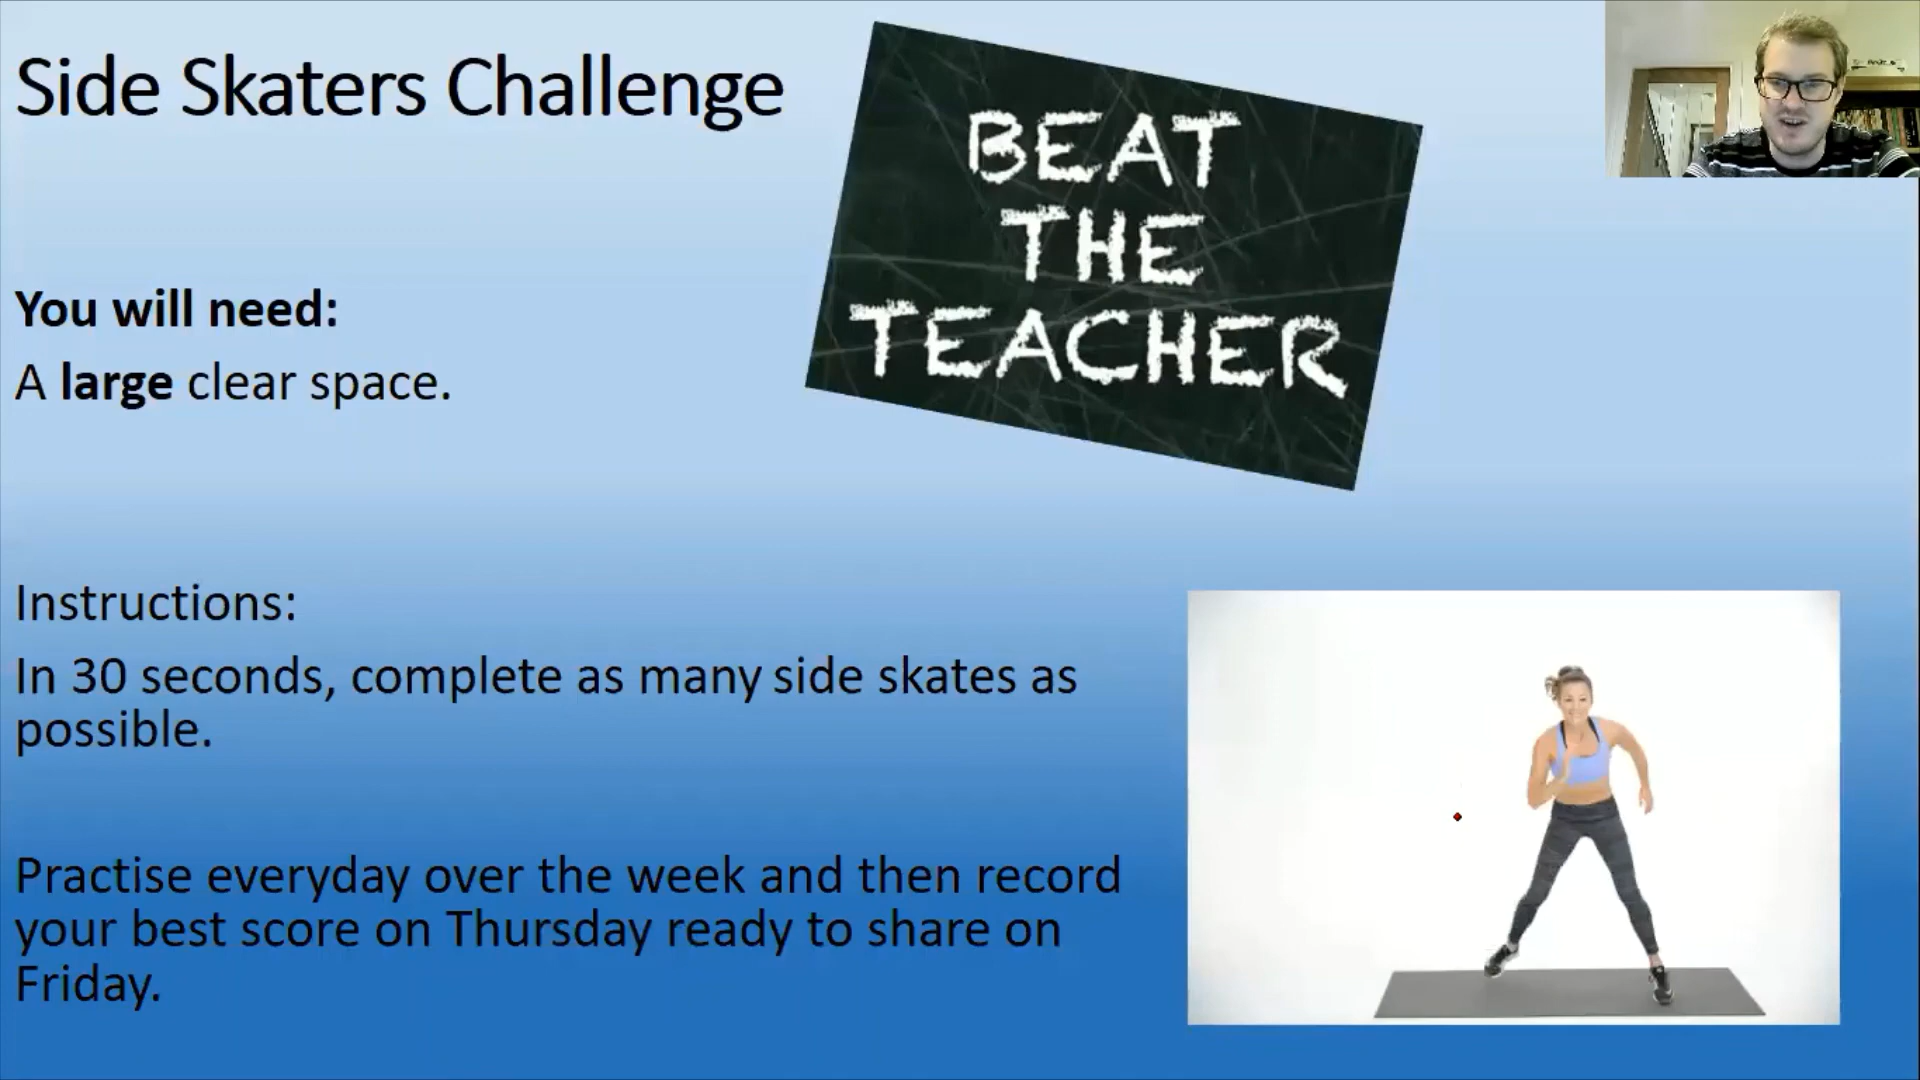 Side Skaters Challenge
BEAT
THE
TEACHER
You will need:
A large clear space.
Instructions:
In 30 seconds, complete as many side skates as
possible.
Practise everyday over the week and then record
your best score on Thursday ready to share on
Friday.